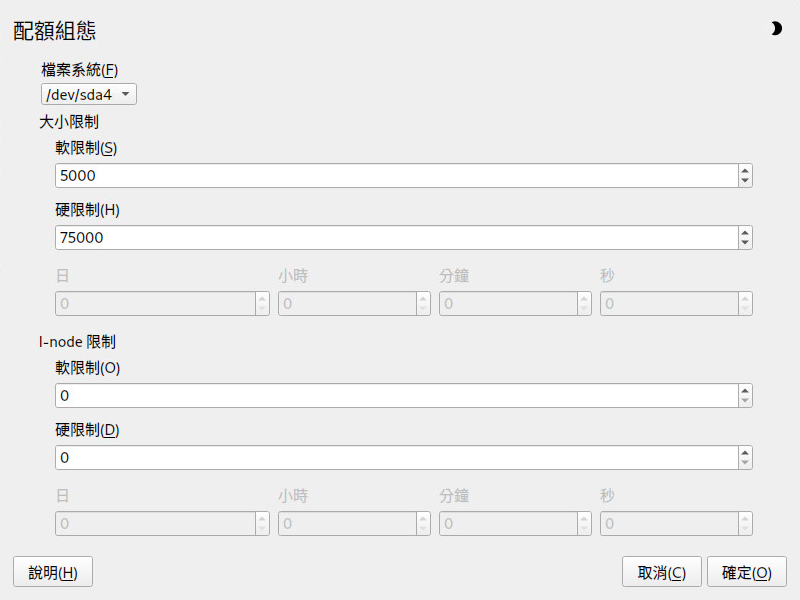 配額組態
檔案系統(F)
/dev/sda4
大小限制
軟限制(S)
5000
硬限制(H)
75000
日 小時 分鐘 秒
0 0 0 0
I-node 限制
軟限制(O)
0
硬限制(D)
0
日 小時 分鐘 秒
0 0 0 0
說明(H) 取消(C) 確定(O)